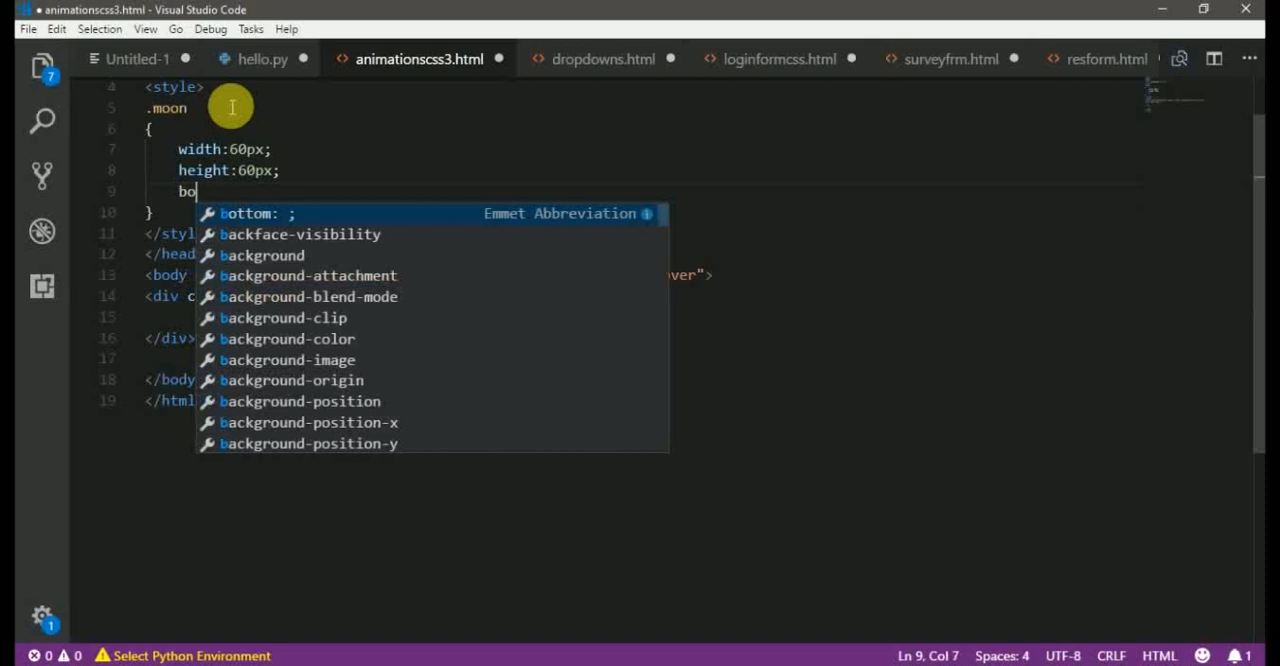 animationscss3.html - Visual Studio Code
File Edit Selection View Go Debug Tasks Help
Untitled-1 hello.py animationscss3.html dropdowns.html loginformcss.html surveyfrm.html resform.html
7
4 <style>
5 .moon
6 {
7 width:60px;
8 height:60px;
9 bo
10 }
bottom: ; Emmet Abbreviation
11 </styl
backface-visibility
12 </head
background
13 <body ver">
background-attachment
14 <div c
background-blend-mode
15
background-clip
16 </div>
background-color
17
background-image
18 </body
background-origin
19 </html
background-position
background-position-x
background-position-y
1
0 0 Select Python Environment Ln 9, Col 7 Spaces: 4 UTF-8 CRLF HTML 1